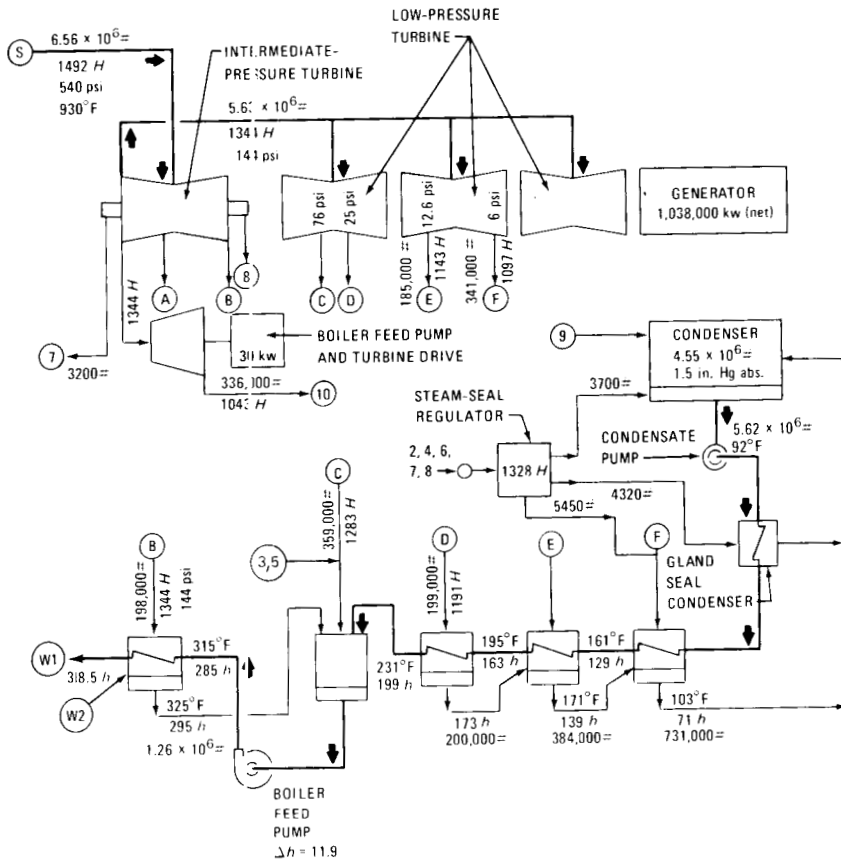 LOW-PRESSURE
TURBINE
S
6.56 × 10⁶=
1492 H
540 psi
930°F
INTERMEDIATE-
PRESSURE TURBINE
5.63 × 10⁶=
1344 H
144 psi
76 psi
25 psi
12.6 psi
6 psi
GENERATOR
1,038,000 kw (net)
185,000=
1143 H
341,000=
1097 H
8
A
B
C
D
E
F
1344 H
7
3200=
30 kw
BOILER FEED PUMP
AND TURBINE DRIVE
336,000=
1043 H
10
9
CONDENSER
4.55 × 10⁶=
1.5 in. Hg abs.
STEAM-SEAL
REGULATOR
3700=
5.62 × 10⁶=
92°F
CONDENSATE
PUMP
2, 4, 6,
7, 8
1328 H
4320=
5450=
C
359,000=
1283 H
3,5
B
198,000=
1344 H
144 psi
D
199,000=
1191 H
E
F
GLAND
SEAL
CONDENSER
W1
318.5 h
W2
315°F
285 h
325°F
295 h
1.26 × 10⁶=
231°F
199 h
195°F
163 h
161°F
129 h
173 h
200,000=
171°F
139 h
384,000=
103°F
71 h
731,000=
BOILER
FEED
PUMP
Δh = 11.9